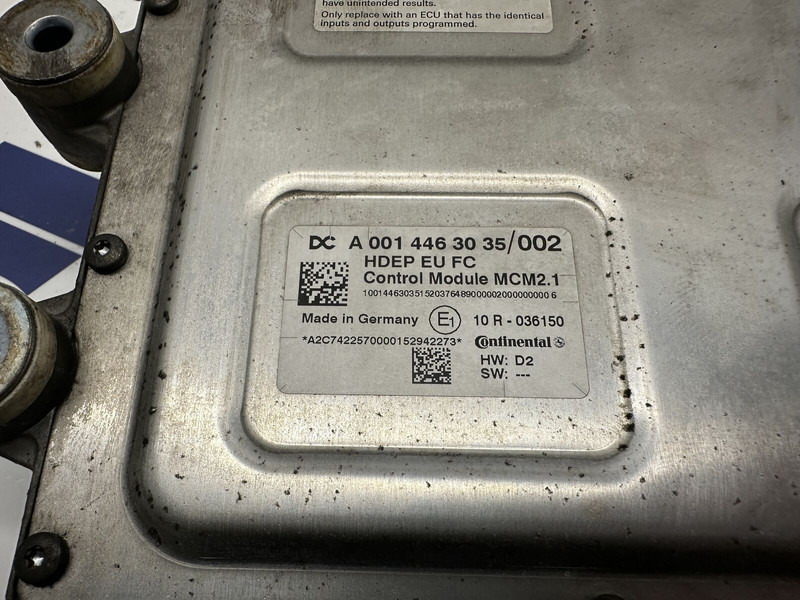 have unintended results.
Only replace with an ECU that has the identical
inputs and outputs programmed.
DC A 001 446 30 35/002
HDEP EU FC
Control Module MCM2.1
10014463035152037648900000200000000 6
Made in Germany E1 10 R - 036150
*A2C7422570000152942273* Continental
HW: D2
SW: ---